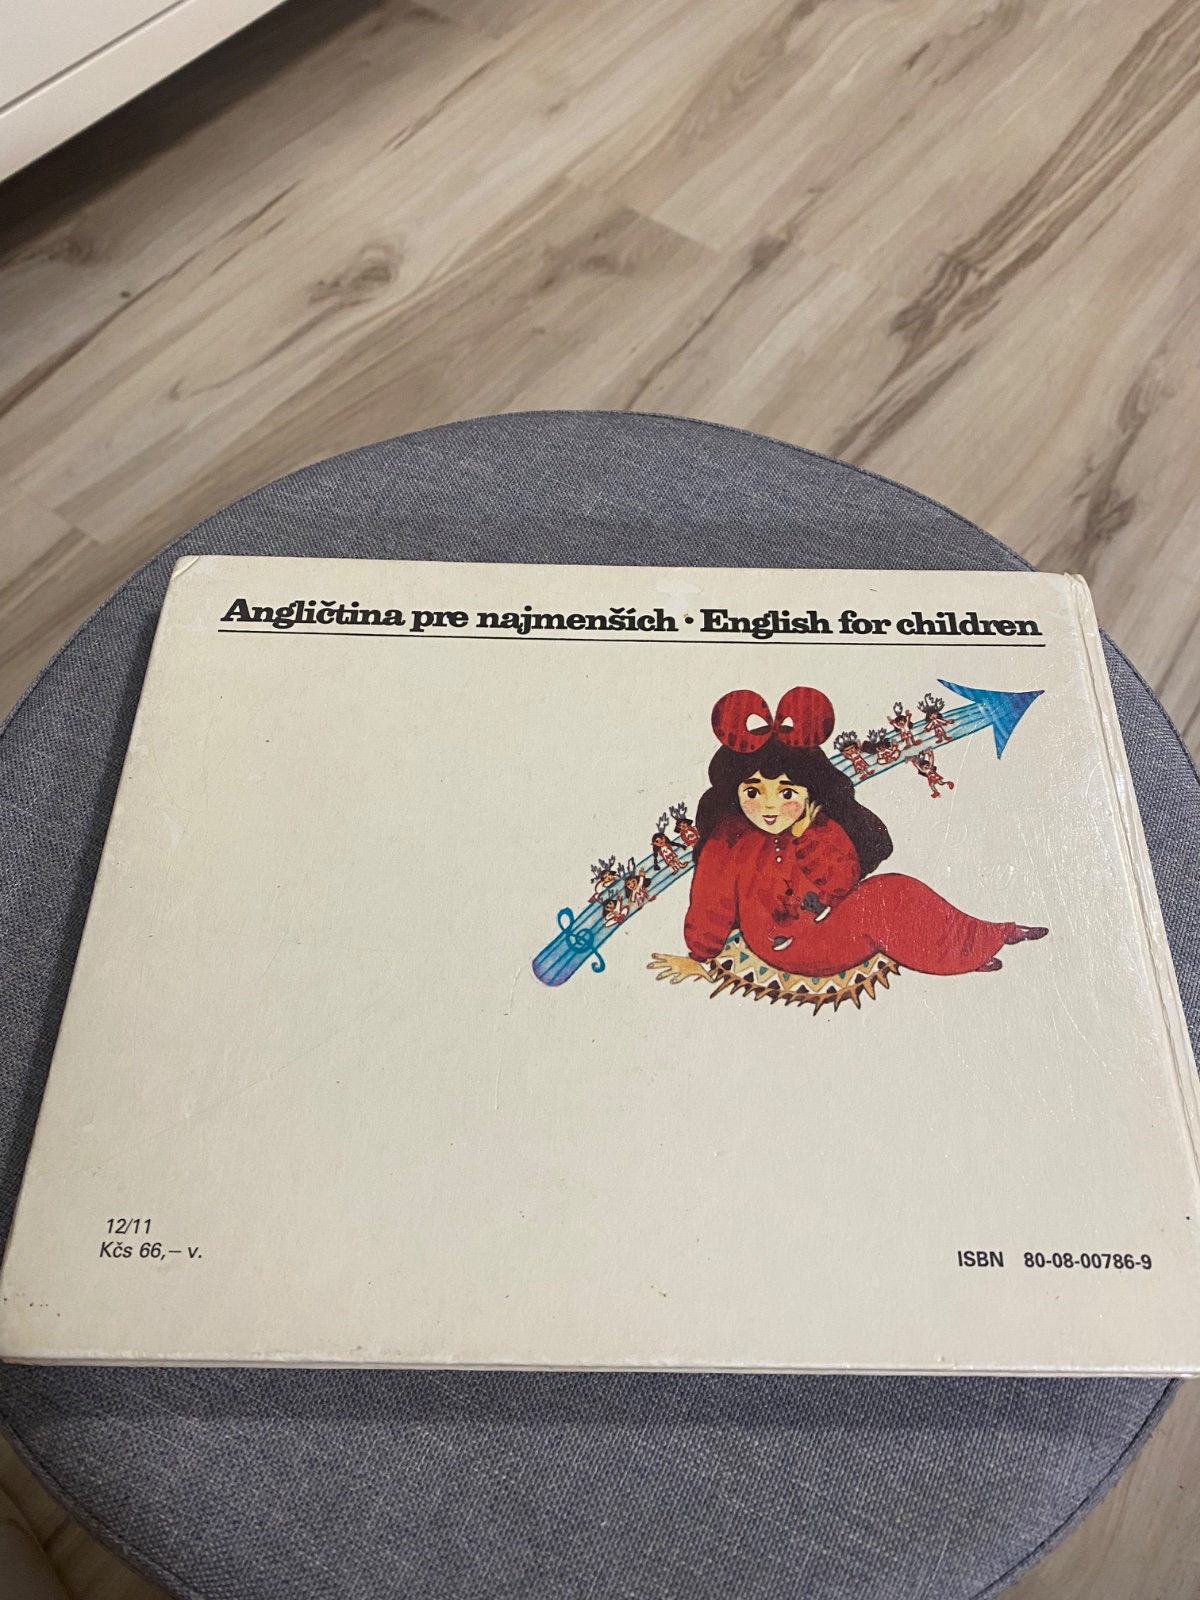 Angličtina pre najmenších • English for children
12/11
Kčs 66,– v.
ISBN 80-08-00786-9